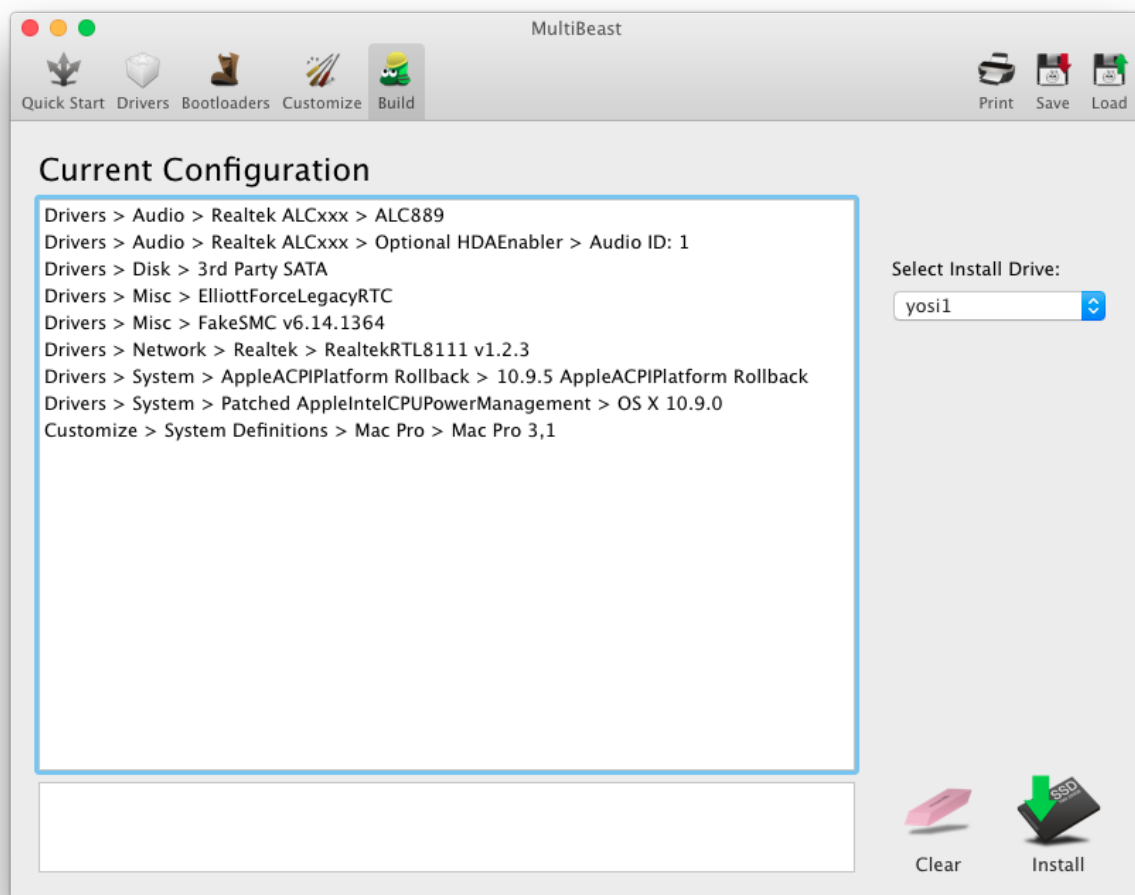 MultiBeast
Quick Start Drivers Bootloaders Customize Build Print Save Load
Current Configuration
Drivers > Audio > Realtek ALCxxx > ALC889
Drivers > Audio > Realtek ALCxxx > Optional HDAEnabler > Audio ID: 1
Drivers > Disk > 3rd Party SATA
Drivers > Misc > ElliottForceLegacyRTC
Drivers > Misc > FakeSMC v6.14.1364
Drivers > Network > Realtek > RealtekRTL8111 v1.2.3
Drivers > System > AppleACPIPlatform Rollback > 10.9.5 AppleACPIPlatform Rollback
Drivers > System > Patched AppleIntelCPUPowerManagement > OS X 10.9.0
Customize > System Definitions > Mac Pro > Mac Pro 3,1
Select Install Drive:
yosi1
SSD
Clear Install